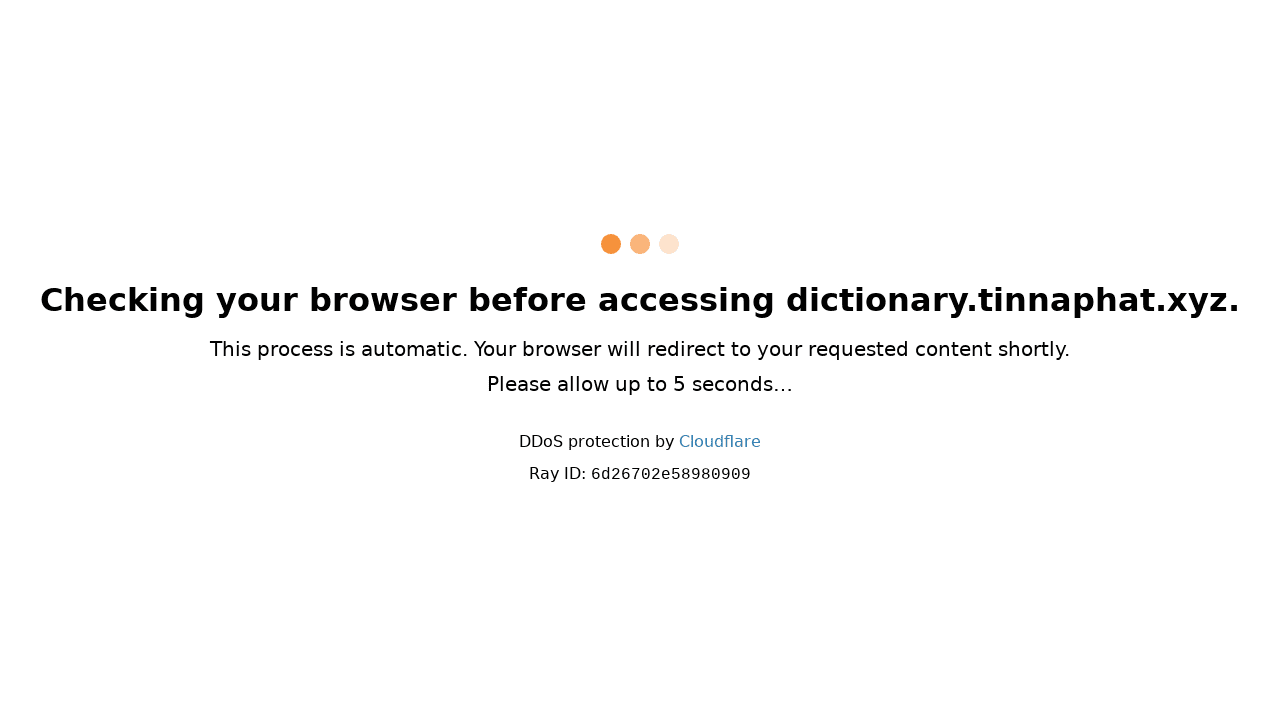 Checking your browser before accessing dictionary.tinnaphat.xyz.
This process is automatic. Your browser will redirect to your requested content shortly.
Please allow up to 5 seconds…
DDoS protection by Cloudflare
Ray ID: 6d26702e58980909